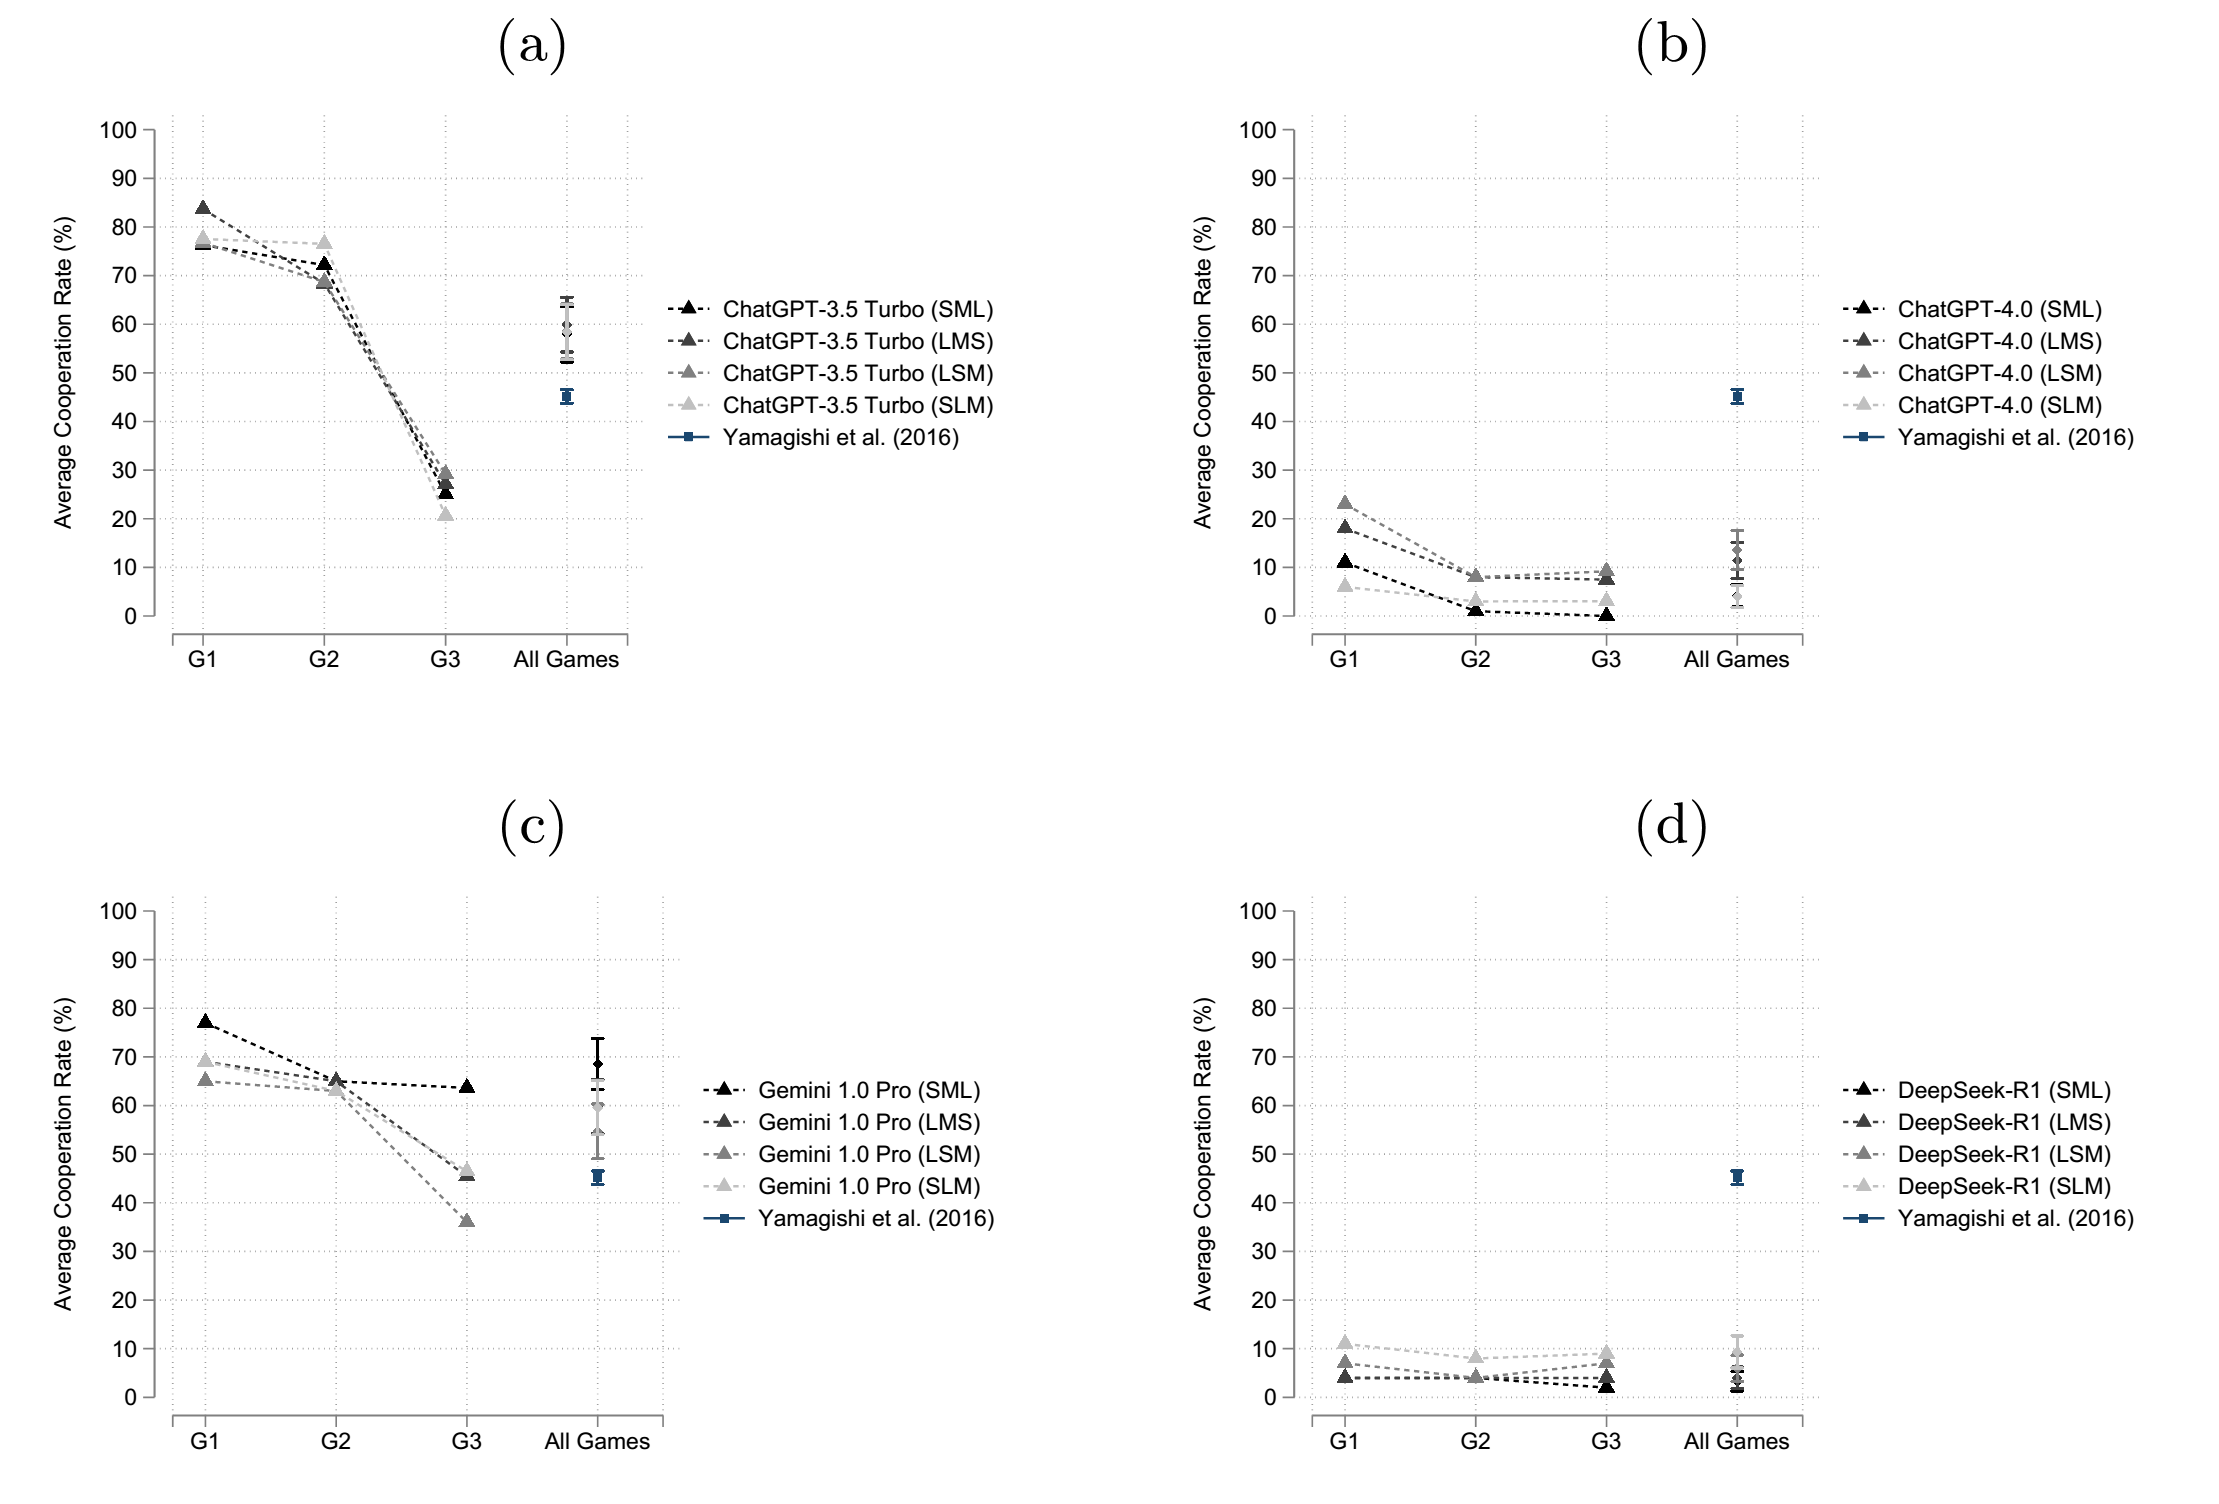 (a)
100
90
80
70
60
50
40
30
20
10
0
Average Cooperation Rate (%)
G1 G2 G3 All Games
ChatGPT-3.5 Turbo (SML)
ChatGPT-3.5 Turbo (LMS)
ChatGPT-3.5 Turbo (LSM)
ChatGPT-3.5 Turbo (SLM)
Yamagishi et al. (2016)
(b)
100
90
80
70
60
50
40
30
20
10
0
Average Cooperation Rate (%)
G1 G2 G3 All Games
ChatGPT-4.0 (SML)
ChatGPT-4.0 (LMS)
ChatGPT-4.0 (LSM)
ChatGPT-4.0 (SLM)
Yamagishi et al. (2016)
(c)
100
90
80
70
60
50
40
30
20
10
0
Average Cooperation Rate (%)
G1 G2 G3 All Games
Gemini 1.0 Pro (SML)
Gemini 1.0 Pro (LMS)
Gemini 1.0 Pro (LSM)
Gemini 1.0 Pro (SLM)
Yamagishi et al. (2016)
(d)
100
90
80
70
60
50
40
30
20
10
0
Average Cooperation Rate (%)
G1 G2 G3 All Games
DeepSeek-R1 (SML)
DeepSeek-R1 (LMS)
DeepSeek-R1 (LSM)
DeepSeek-R1 (SLM)
Yamagishi et al. (2016)